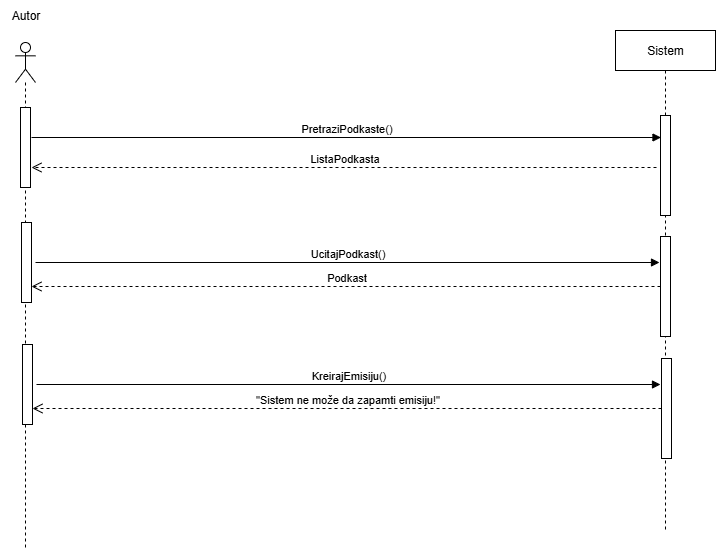 Autor
Sistem
PretraziPodkaste()
ListaPodkasta
UcitajPodkast()
Podkast
KreirajEmisiju()
"Sistem ne može da zapamti emisiju!"